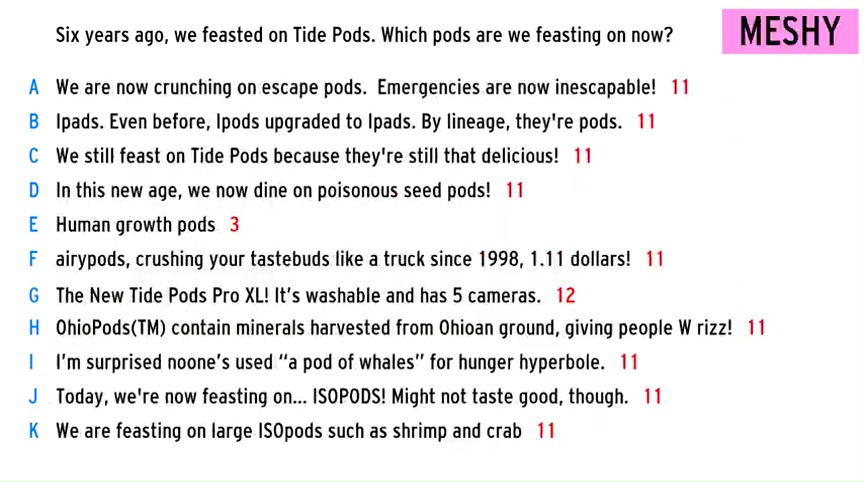 Six years ago, we feasted on Tide Pods. Which pods are we feasting on now?
MESHY
A We are now crunching on escape pods. Emergencies are now inescapable! 11
B Ipads. Even before, Ipods upgraded to Ipads. By lineage, they're pods. 11
C We still feast on Tide Pods because they're still that delicious! 11
D In this new age, we now dine on poisonous seed pods! 11
E Human growth pods 3
F airypods, crushing your tastebuds like a truck since 1998, 1.11 dollars! 11
G The New Tide Pods Pro XL! It's washable and has 5 cameras. 12
H OhioPods(TM) contain minerals harvested from Ohioan ground, giving people W rizz! 11
I I'm surprised noone's used “a pod of whales” for hunger hyperbole. 11
J Today, we're now feasting on... ISOPODS! Might not taste good, though. 11
K We are feasting on large ISOpods such as shrimp and crab 11